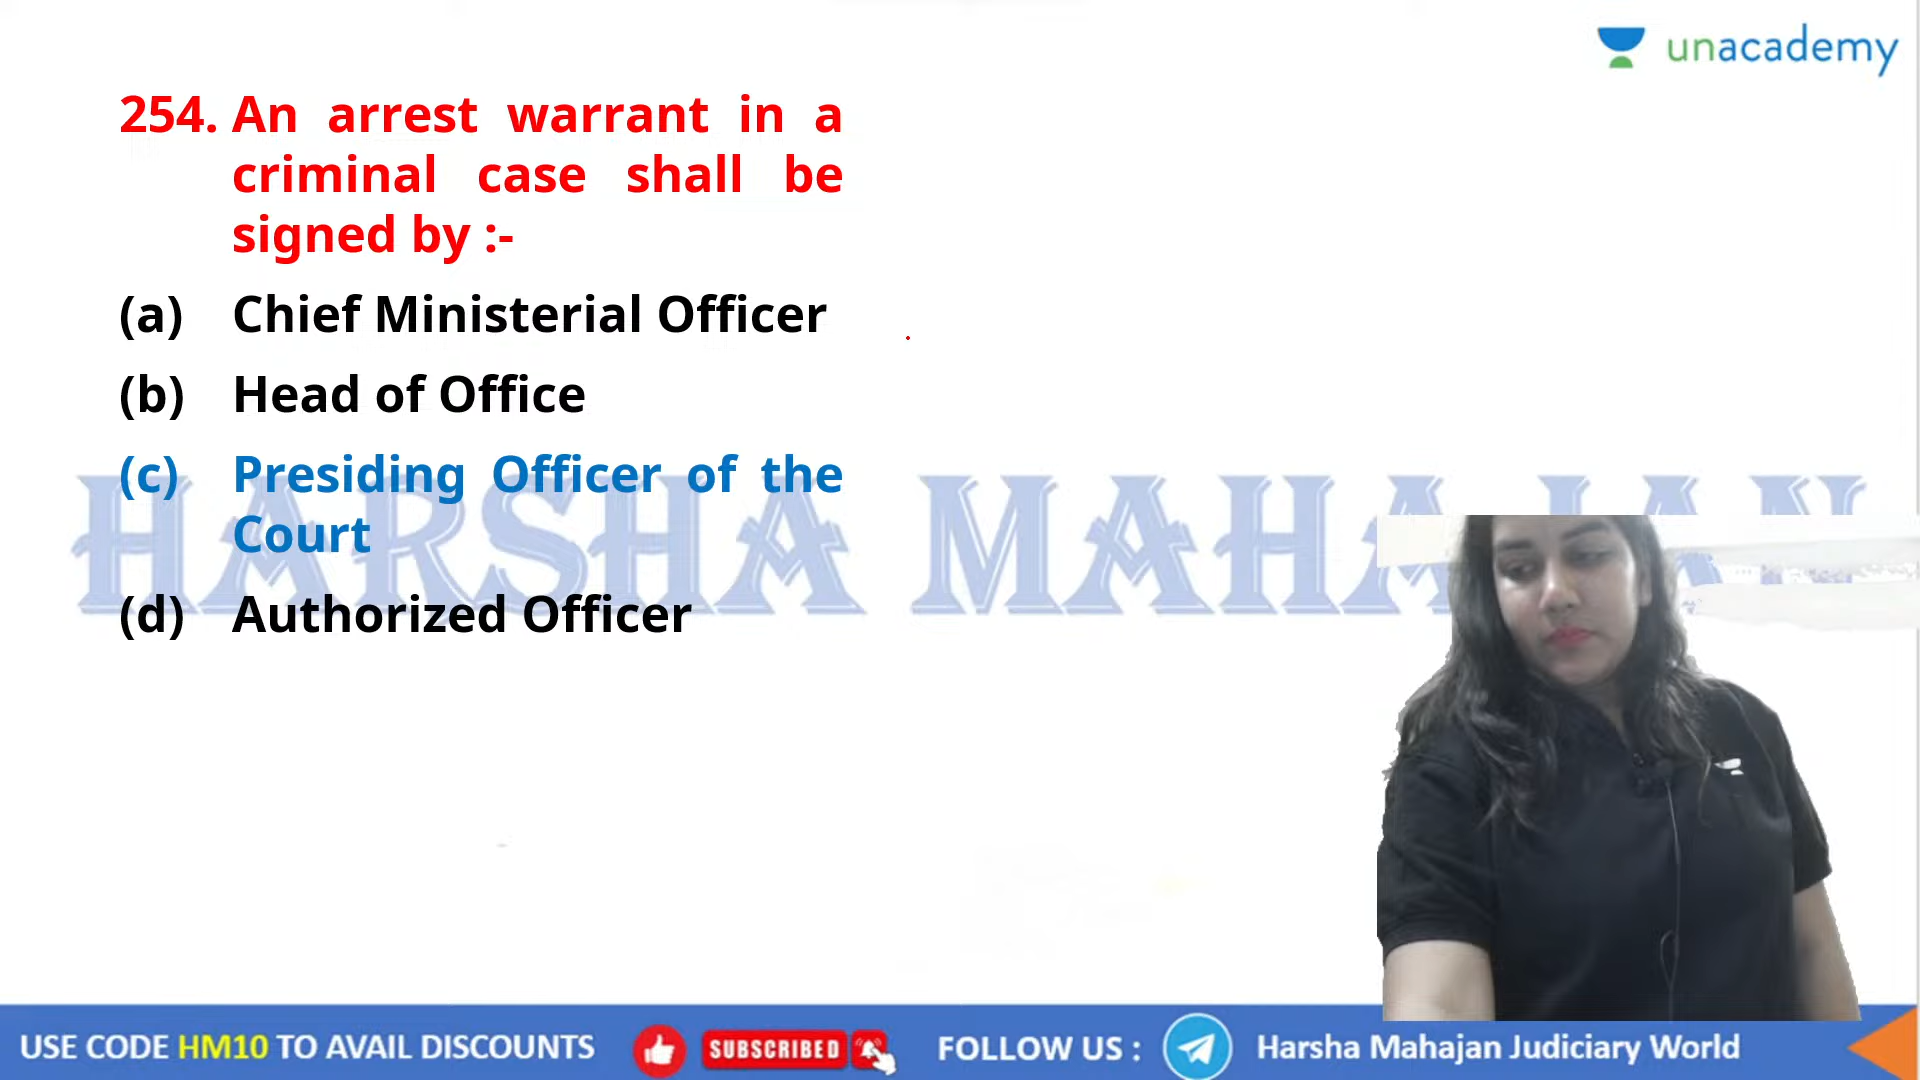 unacademy
254. An arrest warrant in a
criminal case shall be
signed by :-
(a) Chief Ministerial Officer
(b) Head of Office
(c) Presiding Officer of the
Court
(d) Authorized Officer
HARSHA MAHAJAN
USE CODE HM10 TO AVAIL DISCOUNTS
SUBSCRIBED
FOLLOW US :
Harsha Mahajan Judiciary World